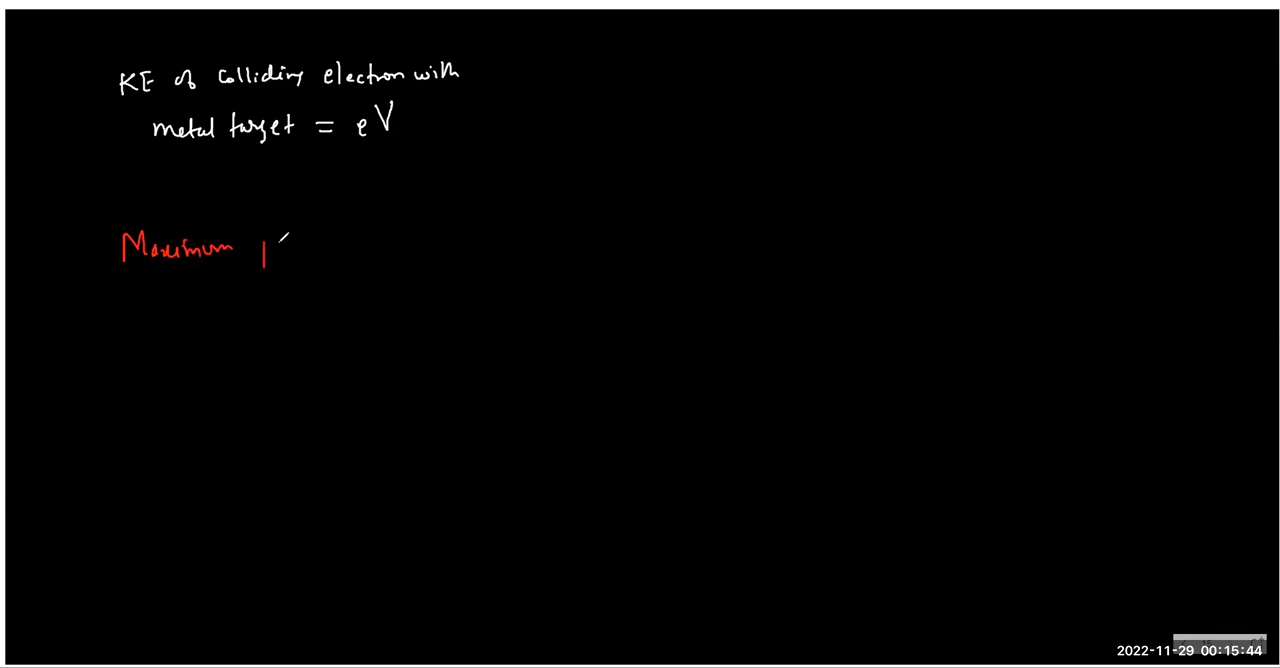 KE of colliding electron with
metal target = eV
Maximum
2022-11-29 00:15:44